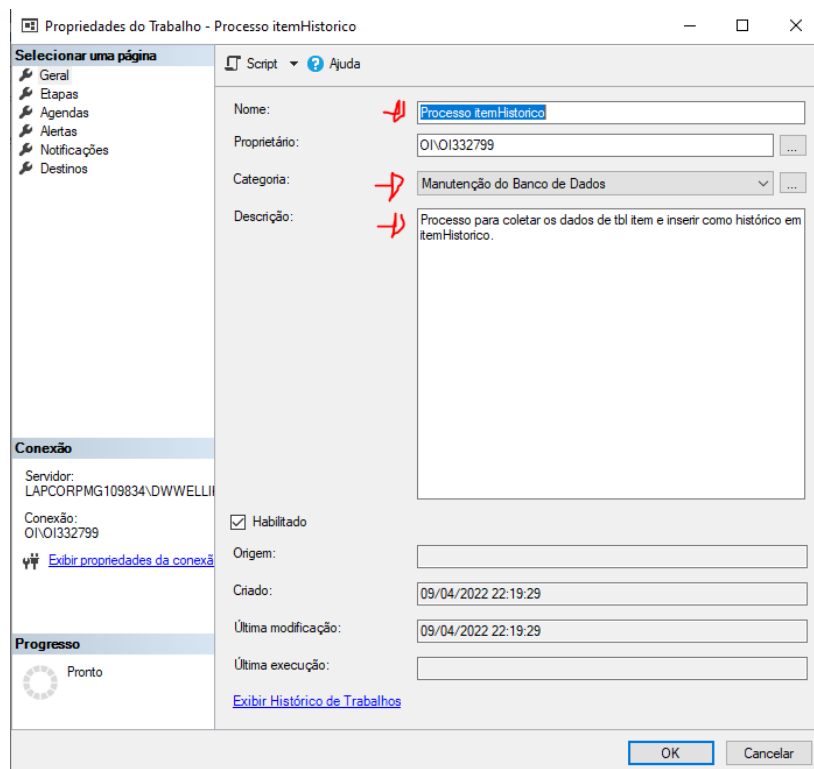 Propriedades do Trabalho - Processo itemHistorico
Selecionar uma página
Geral
Etapas
Agendas
Alertas
Notificações
Destinos
Script
Ajuda
Nome:
Processo itemHistorico
Proprietário:
OI\OI332799
...
Categoria:
Manutenção do Banco de Dados
...
Descrição:
Processo para coletar os dados de tbl item e inserir como histórico em
itemHistorico.
Conexão
Servidor:
LAPCORPMG109834\DWWELLI
Conexão:
OI\OI332799
Exibir propriedades da conexã
Progresso
Pronto
Habilitado
Origem:
Criado:
09/04/2022 22:19:29
Última modificação:
09/04/2022 22:19:29
Última execução:
Exibir Histórico de Trabalhos
OK
Cancelar